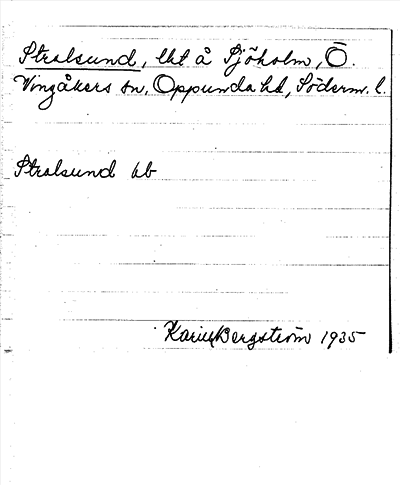 Stralsund, lht å Sjöholm, Ö.
Vingåkers sn, Oppunda hd, Söderm. l.
Stralsund bb
Karin Bergström 1935